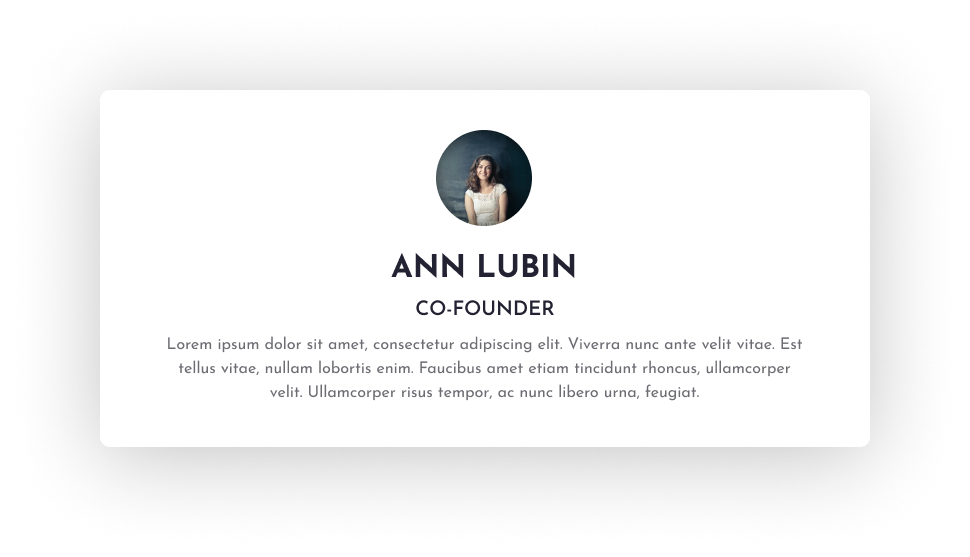 ANN LUBIN
CO-FOUNDER
Lorem ipsum dolor sit amet, consectetur adipiscing elit. Viverra nunc ante velit vitae. Est
tellus vitae, nullam lobortis enim. Faucibus amet etiam tincidunt rhoncus, ullamcorper
velit. Ullamcorper risus tempor, ac nunc libero urna, feugiat.